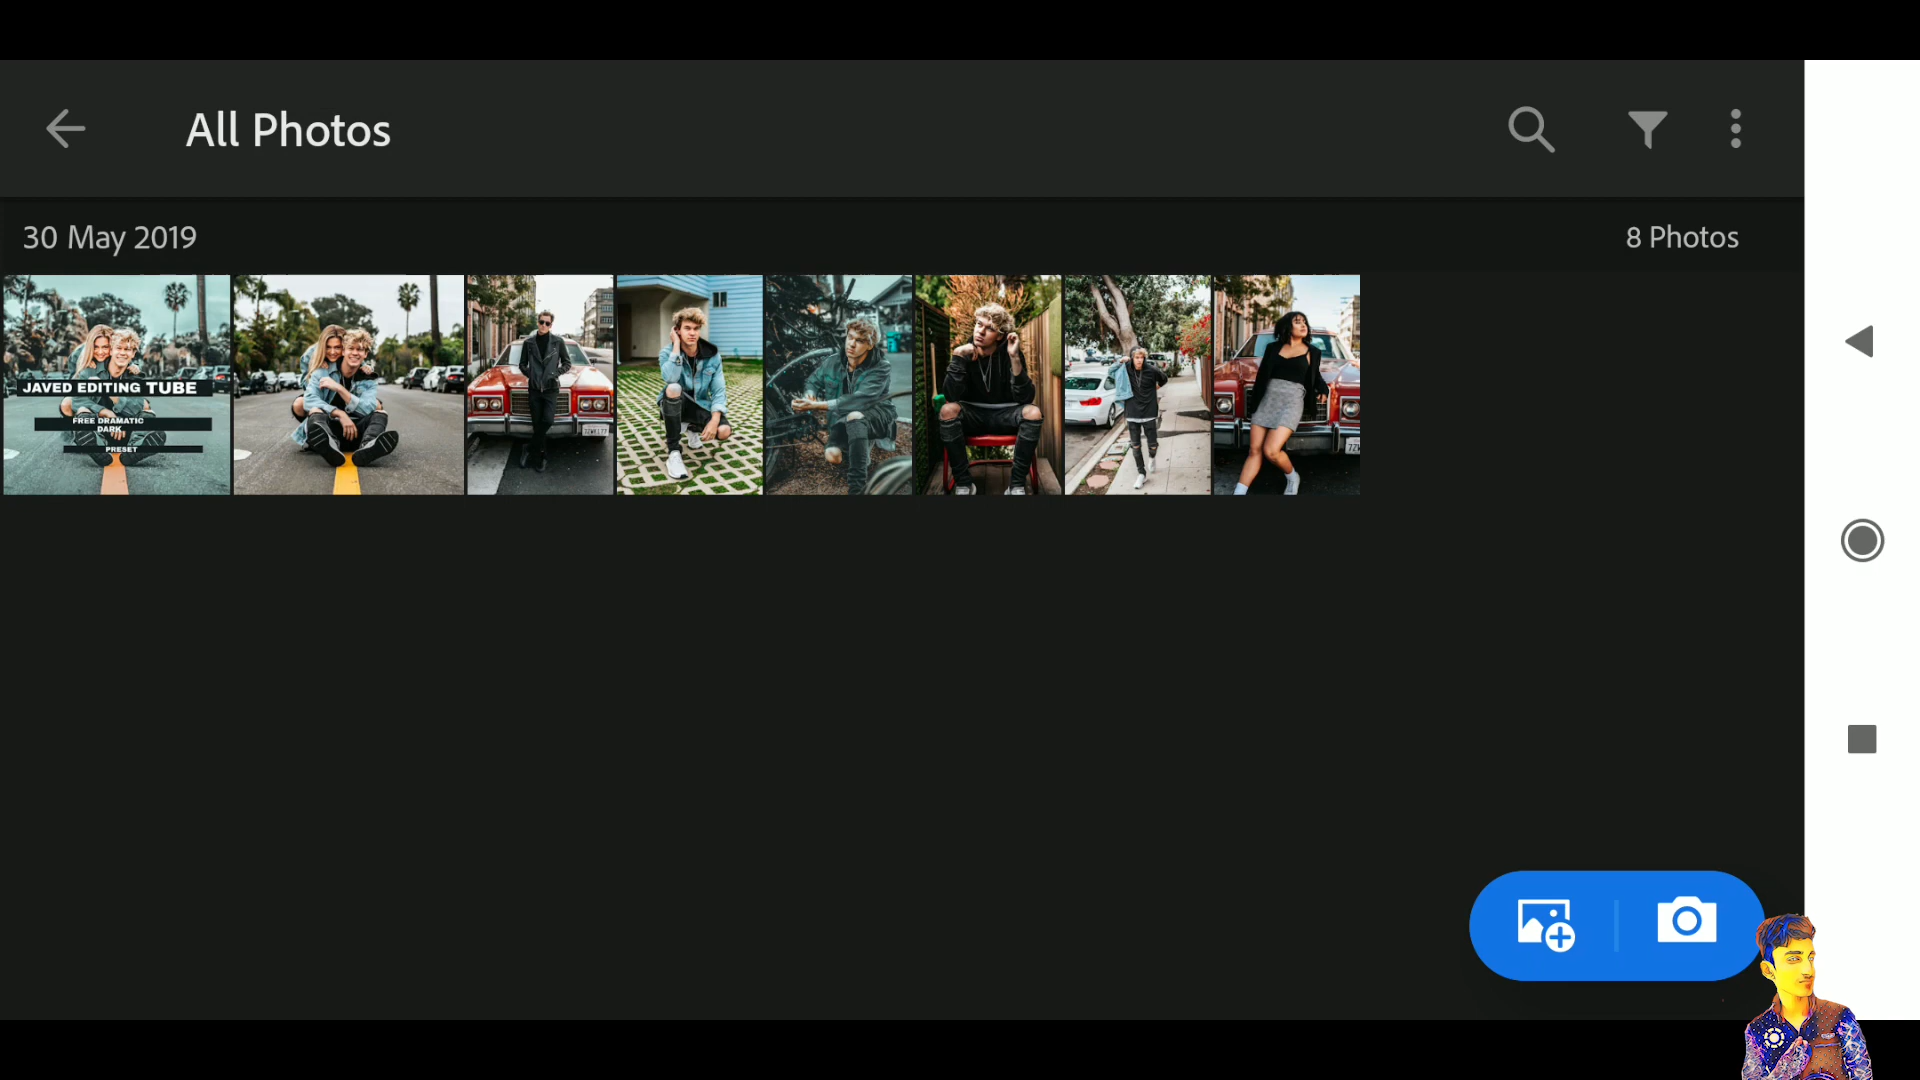 All Photos
30 May 2019
8 Photos
JAVED EDITING TUBE
FREE DRAMATIC
DARK
PRESET